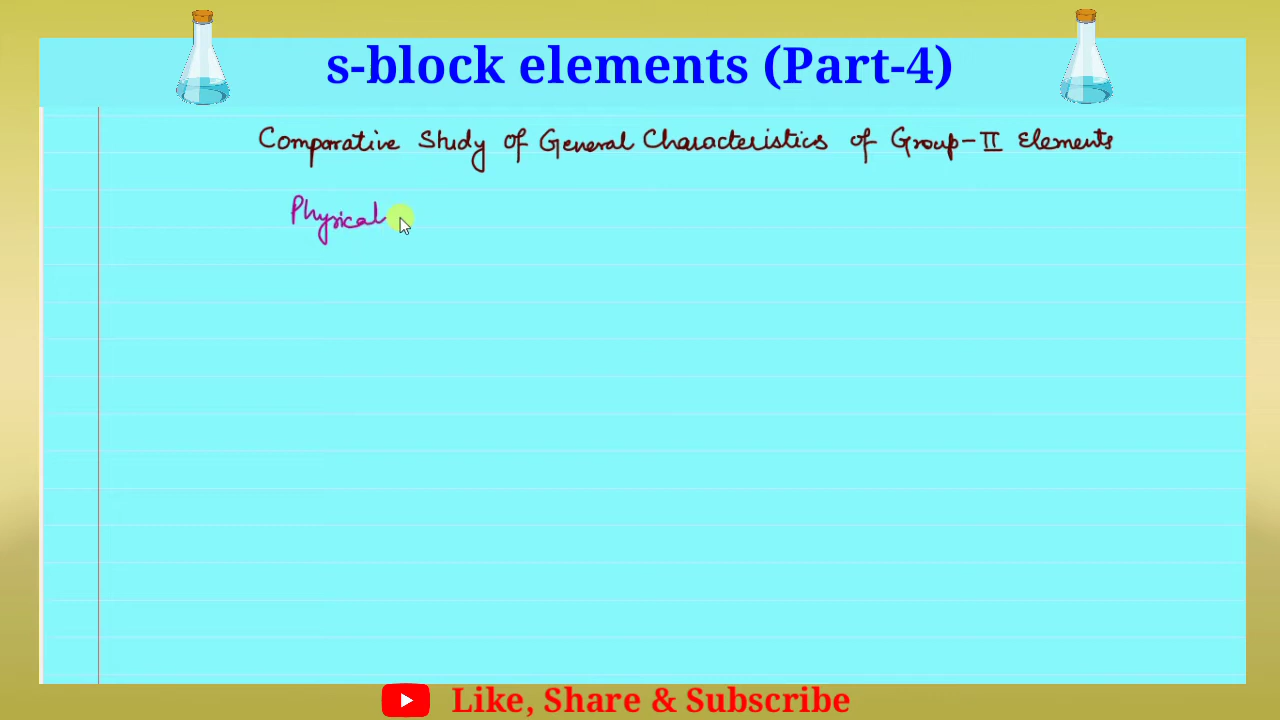 s-block elements (Part-4)
Comparative Study of General Characteristics of Group-II Elements
Physical
Like, Share & Subscribe